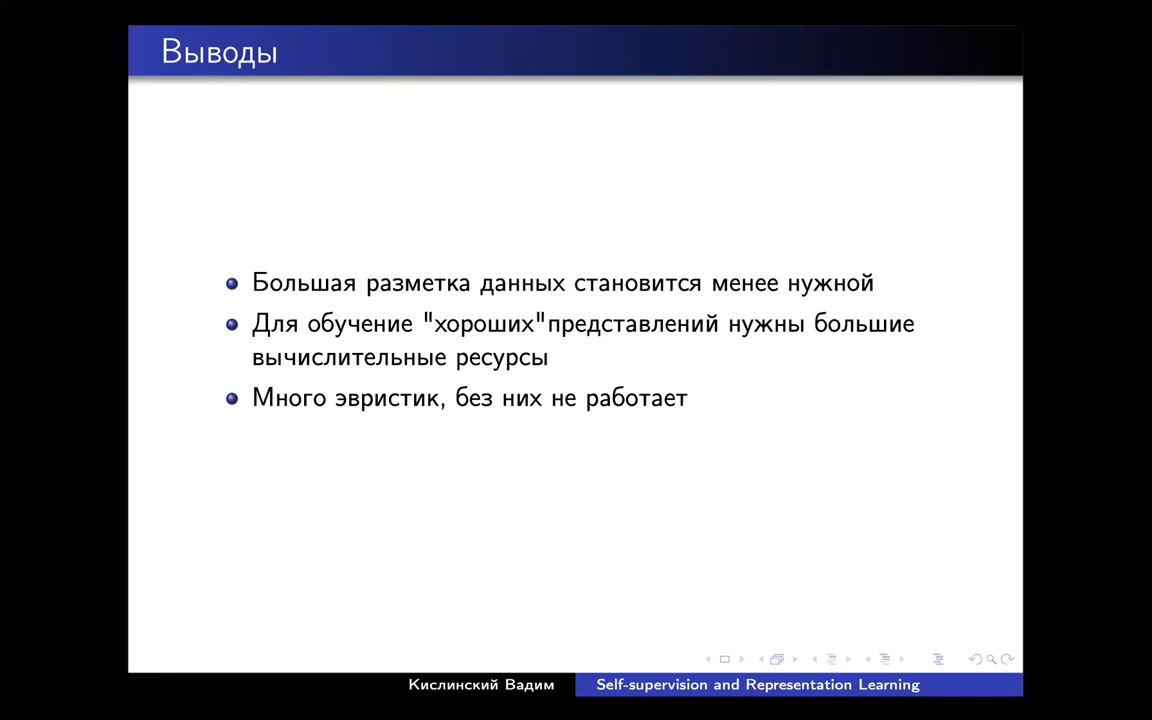 Выводы
Большая разметка данных становится менее нужной
Для обучение "хороших"представлений нужны большие
вычислительные ресурсы
Много эвристик, без них не работает
Кислинский Вадим
Self-supervision and Representation Learning